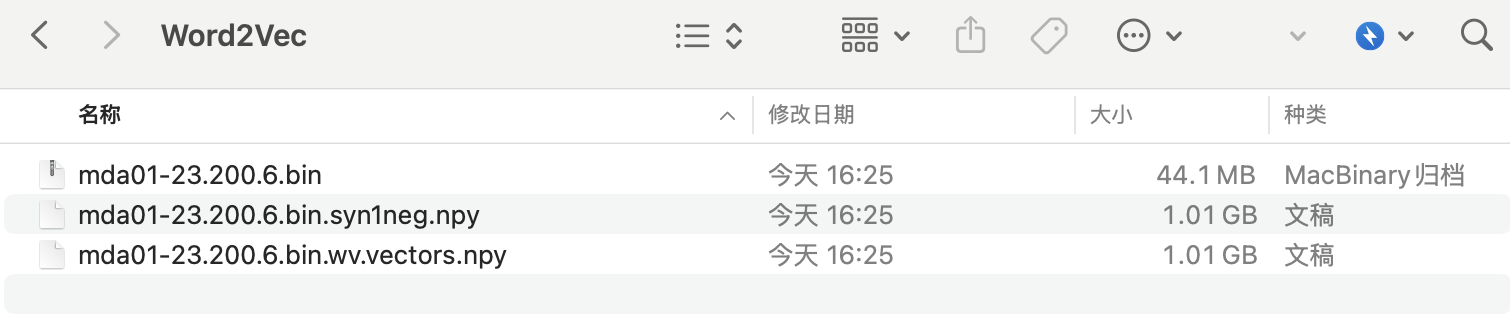 Word2Vec
名称 修改日期 大小 种类
mda01-23.200.6.bin 今天 16:25 44.1 MB MacBinary归档
mda01-23.200.6.bin.syn1neg.npy 今天 16:25 1.01 GB 文稿
mda01-23.200.6.bin.wv.vectors.npy 今天 16:25 1.01 GB 文稿